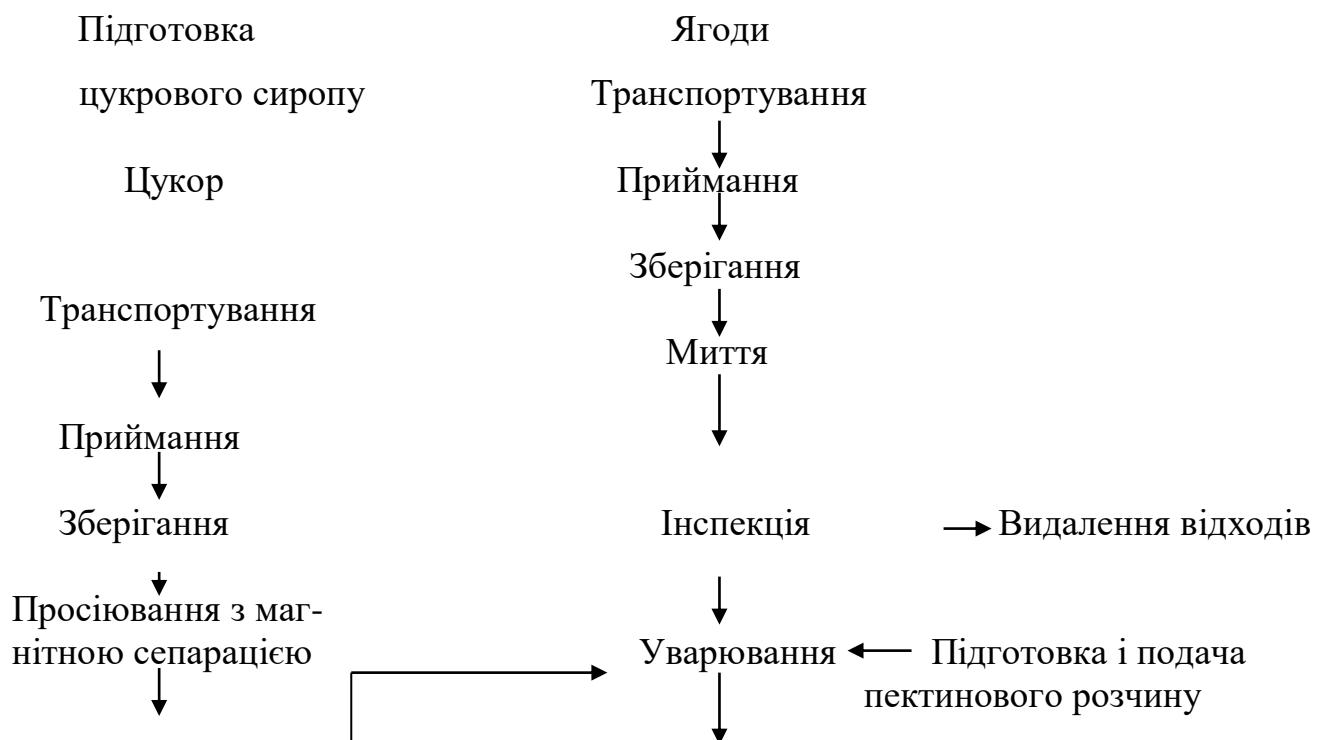 Підготовка
цукрового сиропу
Цукор
Транспортування
Приймання
Зберігання
Просіювання з маг-
нітною сепарацією
Ягоди
Транспортування
Приймання
Зберігання
Миття
Інспекція
Видалення відходів
Уварювання
Підготовка і подача
пектинового розчину